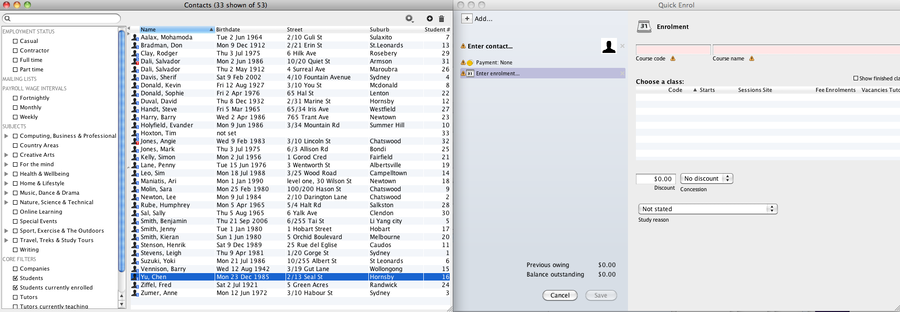 Contacts (33 shown of 53)
EMPLOYMENT STATUS
Casual
Contractor
Full time
Part time
MAILING LISTS
PAYROLL WAGE INTERVALS
Fortnightly
Monthly
Weekly
SUBJECTS
Computing, Business & Professional
Country Areas
Creative Arts
For the mind
Health & Wellbeing
Home & Lifestyle
Music, Dance & Drama
Nature, Science & Technical
Online Learning
Special Events
Sport, Exercise & The Outdoors
Travel, Treks & Study Tours
Writing
CORE FILTERS
Companies
Students
Students currently enrolled
Tutors
Tutors currently teaching
Name Birthdate Street Suburb Student #
Aalax, Mohamoda Tue 2 Jun 1964 2/10 Guli St Sulaxito 7
Bradman, Don Mon 9 Dec 1912 2/21 Erin St St.Leonards 13
Clay, Rodger Thu 3 Jul 1975 6 Hilk Ave Rosebery 29
Dali, Salvador Mon 2 Jun 1986 10/20 Quiet St Armson 31
Dali, Salvador Thu 2 May 1912 4 Surreal Ave Maroubra 26
Davis, Sherif Sat 9 Feb 2002 4/10 Fountain Avenue Sydney 4
Donald, Kevin Fri 12 Aug 1927 3/10 You St Mcdonald 8
Donald, Sophie Fri 2 Apr 1976 65 Hal St Lenton 22
Duval, David Thu 8 Dec 1932 2/31 Marine St Hornsby 12
Handt, Steve Fri 5 Mar 1965 65/34 Iris Ave Westfield 27
Harry, Barry Wed 2 Apr 1986 765 Trant Ave Newtown 23
Holyfield, Evander Mon 9 Jun 1986 3/34 Mountain Rd Summer Hill 10
Hoxton, Tim not set 33
Jones, Angie Wed 9 Feb 1983 3/10 Lincoln St Chatswood 32
Jones, Mark Thu 3 Jul 1975 6/3 Allison Rd Bondi 25
Kelly, Simon Mon 2 Jul 1956 1 Gorod Cred Fairfield 21
Lane, Penny Tue 15 Jun 1976 3 Wentworth St Albertsville 19
Leo, Sim Mon 18 Jul 1988 3/25 Wood Road Campelltown 14
Maniatis, Ari Mon 1 Jan 1990 level one, 30 Wilson St Newtown 1
Molin, Sara Mon 25 Feb 1980 100/200 Hason St Chatswood 9
Newton, Lee Mon 9 Jul 1984 2/10 Darington Lane Chatswood 2
Rube, Humphrey Mon 5 Apr 1965 5/4 Halt Rd Salkston 28
Sal, Sally Thu 5 Aug 1965 6 Yalk Ave Clendon 30
Smith, Benjamin Thu 21 Sep 2006 6/255 Tai St Li Yang city 5
Smith, Jenny Tue 1 Jan 1980 1 Hobart Street Hobart 17
Smith, Kellie Mon 5 Apr 1965 5 Orchid Boulevard Melbourne 20
Stenson, Henrik Sat 9 Dec 1989 25 Rue del Eglise Caudos 11
Stevens, Leigh Thu 9 Apr 1981 1/20 Gorge St Sydney 1
Suzuki, Yoki Mon 21 Jul 1986 10/255 Albert St Sydney 6
Vennison, Barry Wed 12 Aug 1942 3/19 Gut Lane Wollongong 15
Yu, Chen Mon 23 Dec 1985 2/13 Seal St Hornsby 16
Ziffel, Fred Sat 2 Jul 1921 5 Green Acres Randwick 24
Zumer, Anne Mon 12 Jun 1972 3/10 Habour St Sydney 3
Quick Enrol
Add...
Enter contact...
Payment: None
31 Enter enrolment...
Previous owing $0.00
Balance outstanding $0.00
Cancel Save
31 Enrolment
Course code Course name
Show finished cla
Choose a class:
Code Starts Sessions Site Fee Enrolments Vacancies Tuto
$0.00 No discount
Discount Concession
Not stated
Study reason